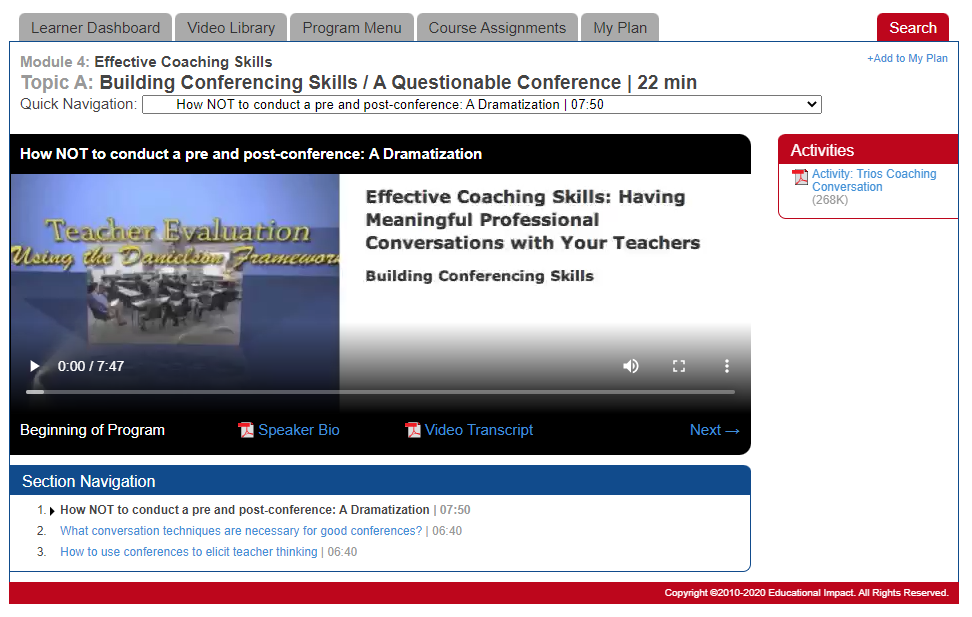 Learner Dashboard
Video Library
Program Menu
Course Assignments
My Plan
Search
Module 4: Effective Coaching Skills
+Add to My Plan
Topic A: Building Conferencing Skills / A Questionable Conference | 22 min
Quick Navigation: How NOT to conduct a pre and post-conference: A Dramatization | 07:50
How NOT to conduct a pre and post-conference: A Dramatization
Teacher Evaluation
Using the Danielson Framework
Effective Coaching Skills: Having
Meaningful Professional
Conversations with Your Teachers
Building Conferencing Skills
0:00 / 7:47
Beginning of Program
Speaker Bio
Video Transcript
Next →
Activities
Activity: Trios Coaching
Conversation
(268K)
Section Navigation
1. How NOT to conduct a pre and post-conference: A Dramatization | 07:50
2. What conversation techniques are necessary for good conferences? | 06:40
3. How to use conferences to elicit teacher thinking | 06:40
Copyright ©2010-2020 Educational Impact. All Rights Reserved.